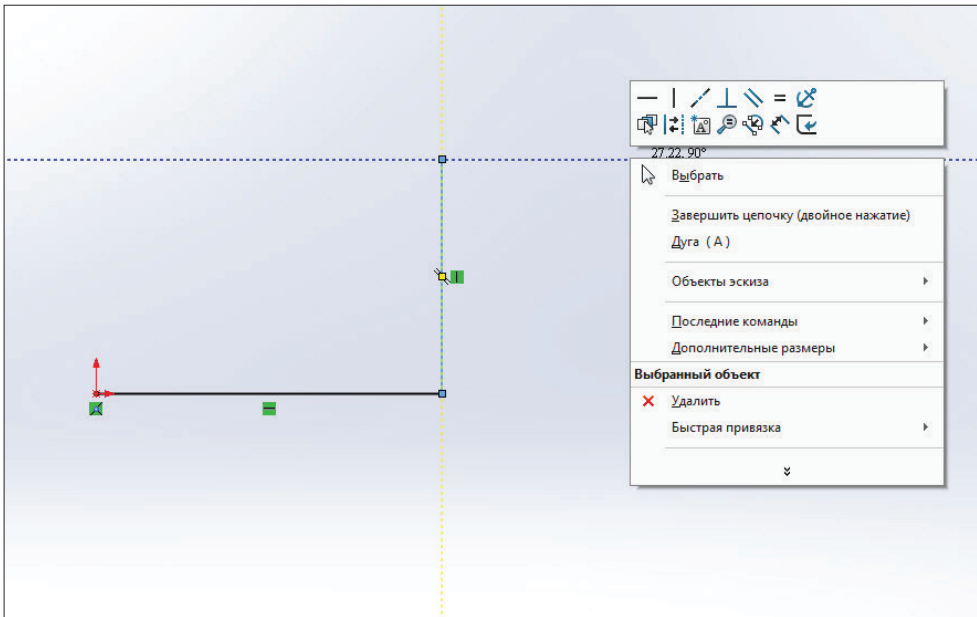 27.22, 90°
Выбрать
Завершить цепочку (двойное нажатие)
Дуга ( А )
Объекты эскиза
Последние команды
Дополнительные размеры
Выбранный объект
Удалить
Быстрая привязка